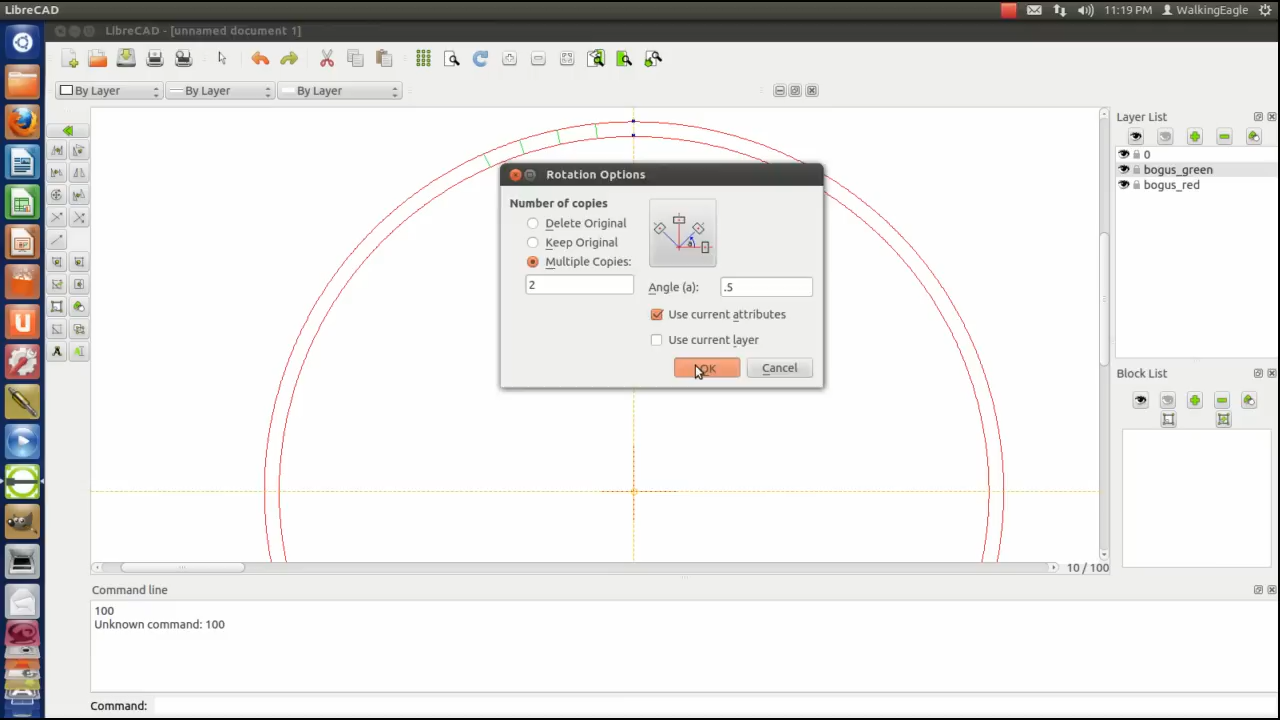 LibreCAD
11:19 PM
WalkingEagle
LibreCAD - [unnamed document 1]
By Layer
By Layer
By Layer
Layer List
0
bogus_green
bogus_red
Rotation Options
Number of copies
Delete Original
Keep Original
Multiple Copies:
2
Angle (a):
.5
Use current attributes
Use current layer
OK
Cancel
Block List
10 / 100
Command line
100
Unknown command: 100
Command: